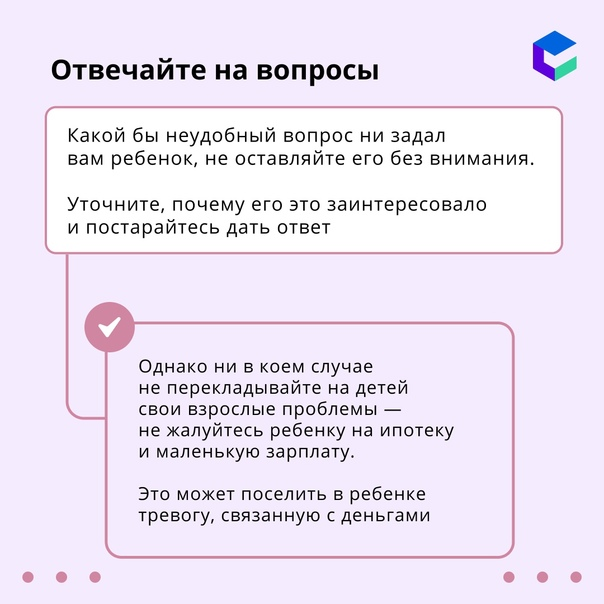 Отвечайте на вопросы
Какой бы неудобный вопрос ни задал
вам ребенок, не оставляйте его без внимания.
Уточните, почему его это заинтересовало
и постарайтесь дать ответ
Однако ни в коем случае
не перекладывайте на детей
свои взрослые проблемы —
не жалуйтесь ребенку на ипотеку
и маленькую зарплату.
Это может поселить в ребенке
тревогу, связанную с деньгами